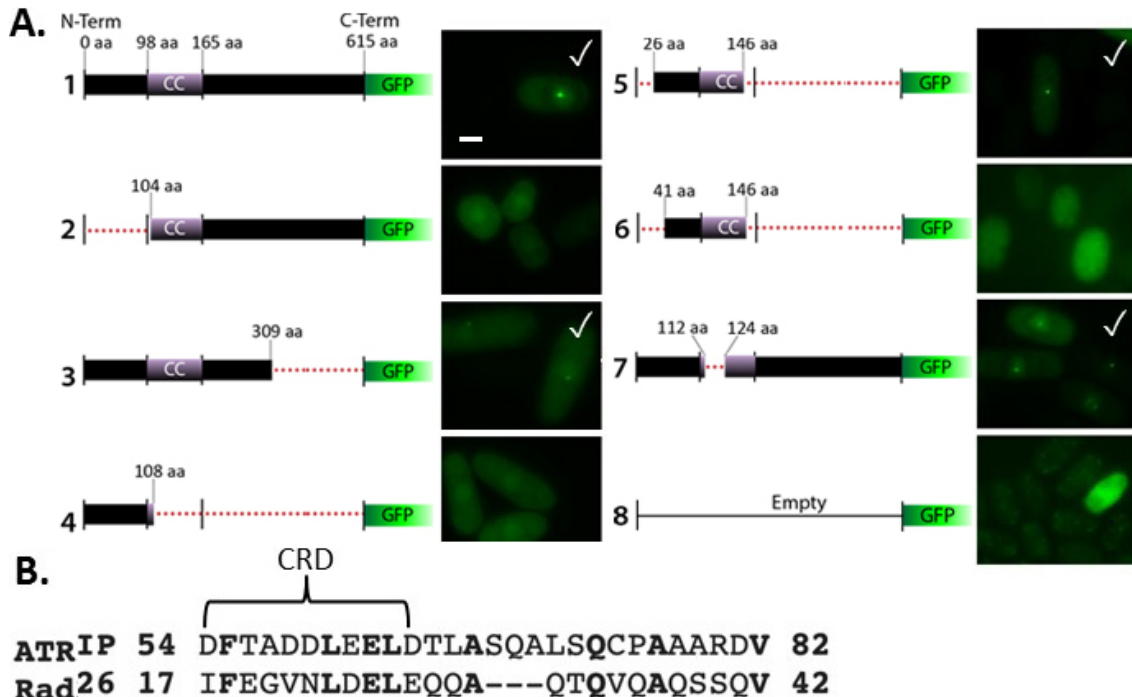 A.
N-Term C-Term
0 aa 98 aa 165 aa 615 aa
1 CC GFP
104 aa
2 CC GFP
309 aa
3 CC GFP
108 aa
4 GFP
26 aa 146 aa
5 CC GFP
41 aa 146 aa
6 CC GFP
112 aa 124 aa
7 GFP
Empty
8 GFP
B.
CRD
ATRIP 54 DFTADDLEELDTLASQALSQCPAAARDV 82
Rad26 17 IFEGVNLDELEQQA---QTQVQAQSSQV 42